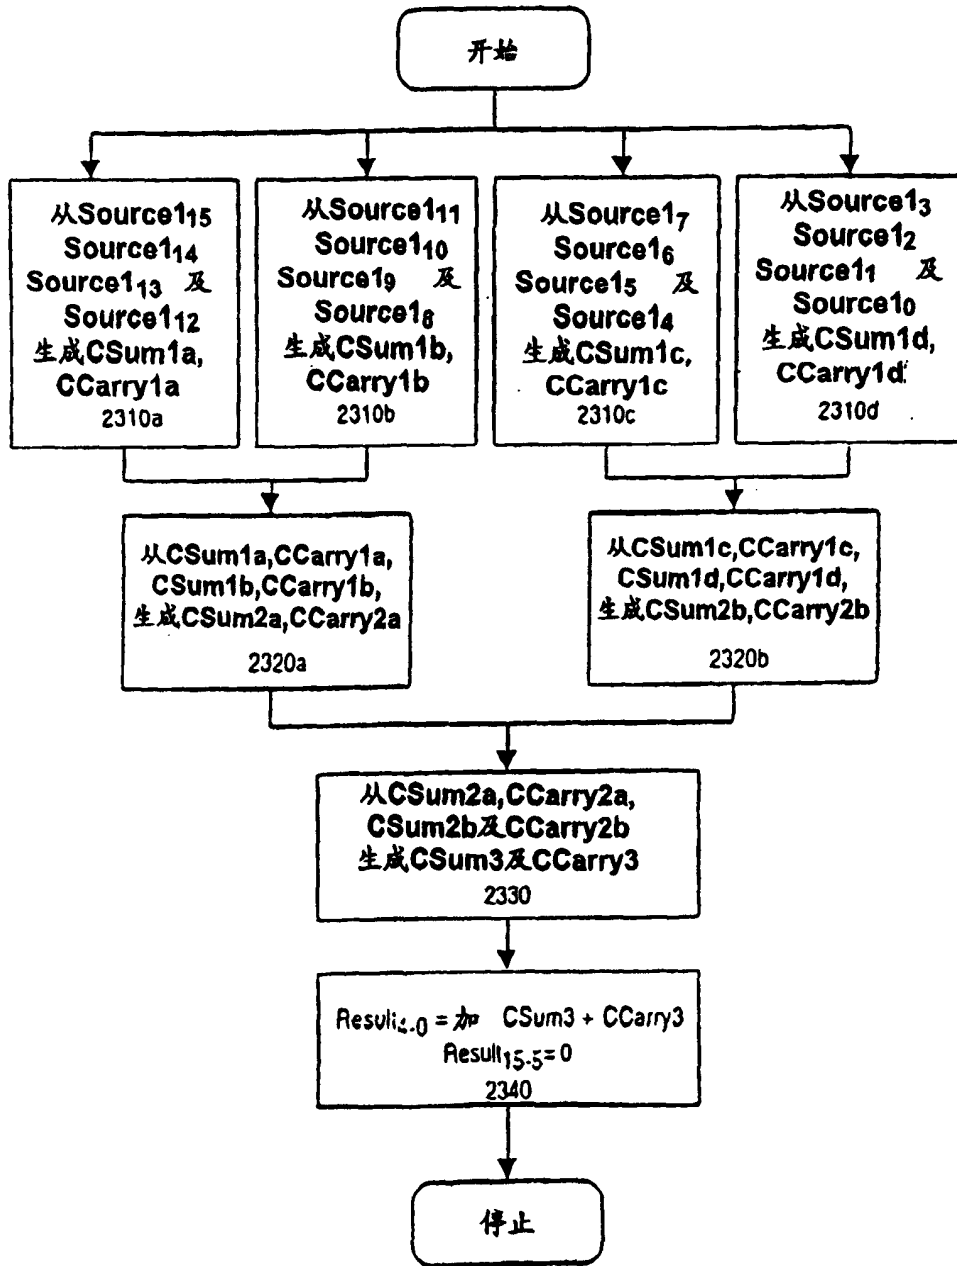 开始
从Source1₁₅
Source1₁₄
Source1₁₃ 及
Source1₁₂
生成CSum1a,
CCarry1a
2310a
从Source1₁₁
Source1₁₀
Source1₉ 及
Source1₈
生成CSum1b,
CCarry1b
2310b
从Source1₇
Source1₆
Source1₅ 及
Source1₄
生成CSum1c,
CCarry1c
2310c
从Source1₃
Source1₂
Source1₁ 及
Source1₀
生成CSum1d,
CCarry1d
2310d
从CSum1a,CCarry1a,
CSum1b,CCarry1b,
生成CSum2a,CCarry2a
2320a
从CSum1c,CCarry1c,
CSum1d,CCarry1d,
生成CSum2b,CCarry2b
2320b
从CSum2a,CCarry2a,
CSum2b及CCarry2b
生成CSum3及CCarry3
2330
Result₄₋₀ = 加 CSum3 + CCarry3
Result₁₅₋₅ = 0
2340
停止